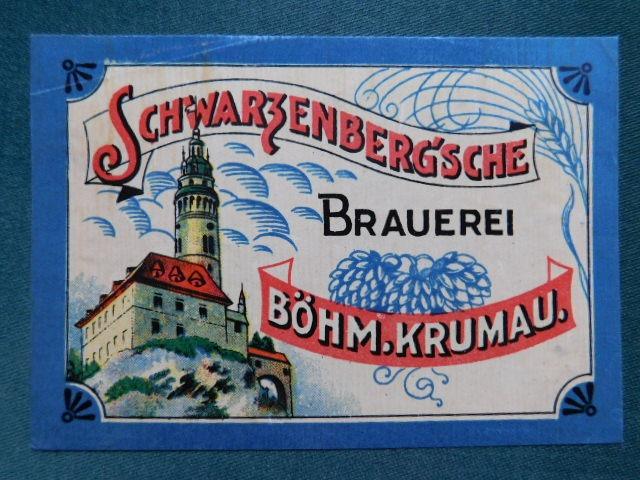 SCHWARZENBERG'SCHE
BRAUEREI
BÖHM. KRUMAU.